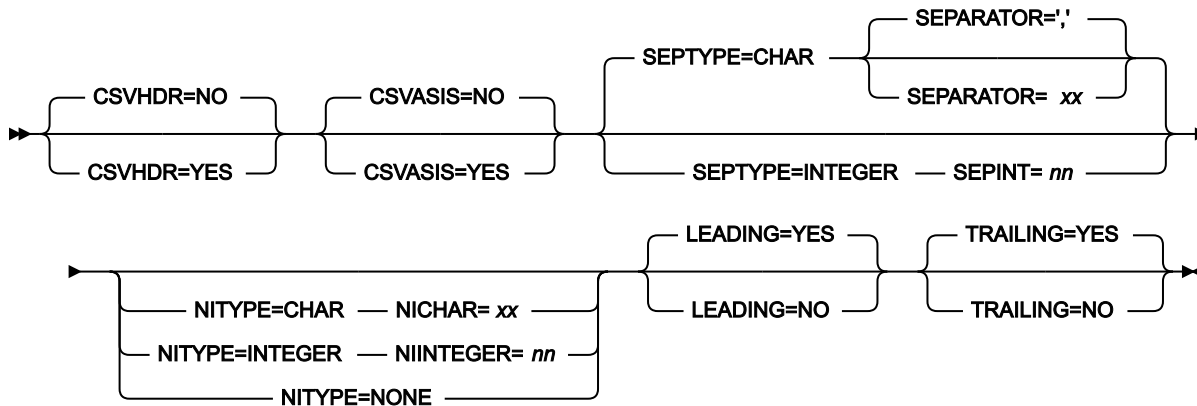 SEPARATOR=','
SEPTYPE=CHAR
CSVHDR=NO CSVASIS=NO SEPARATOR= xx
CSVHDR=YES CSVASIS=YES SEPTYPE=INTEGER SEPINT= nn
LEADING=YES TRAILING=YES
NITYPE=CHAR NICHAR= xx LEADING=NO TRAILING=NO
NITYPE=INTEGER NIINTEGER= nn
NITYPE=NONE